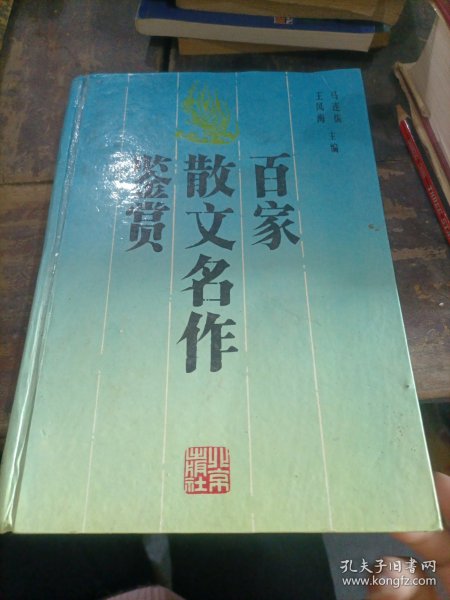 百家
散文名作
鉴赏
马连儒
王凤海 主编
北京
出版社
孔夫子旧书网
www.kongfz.com